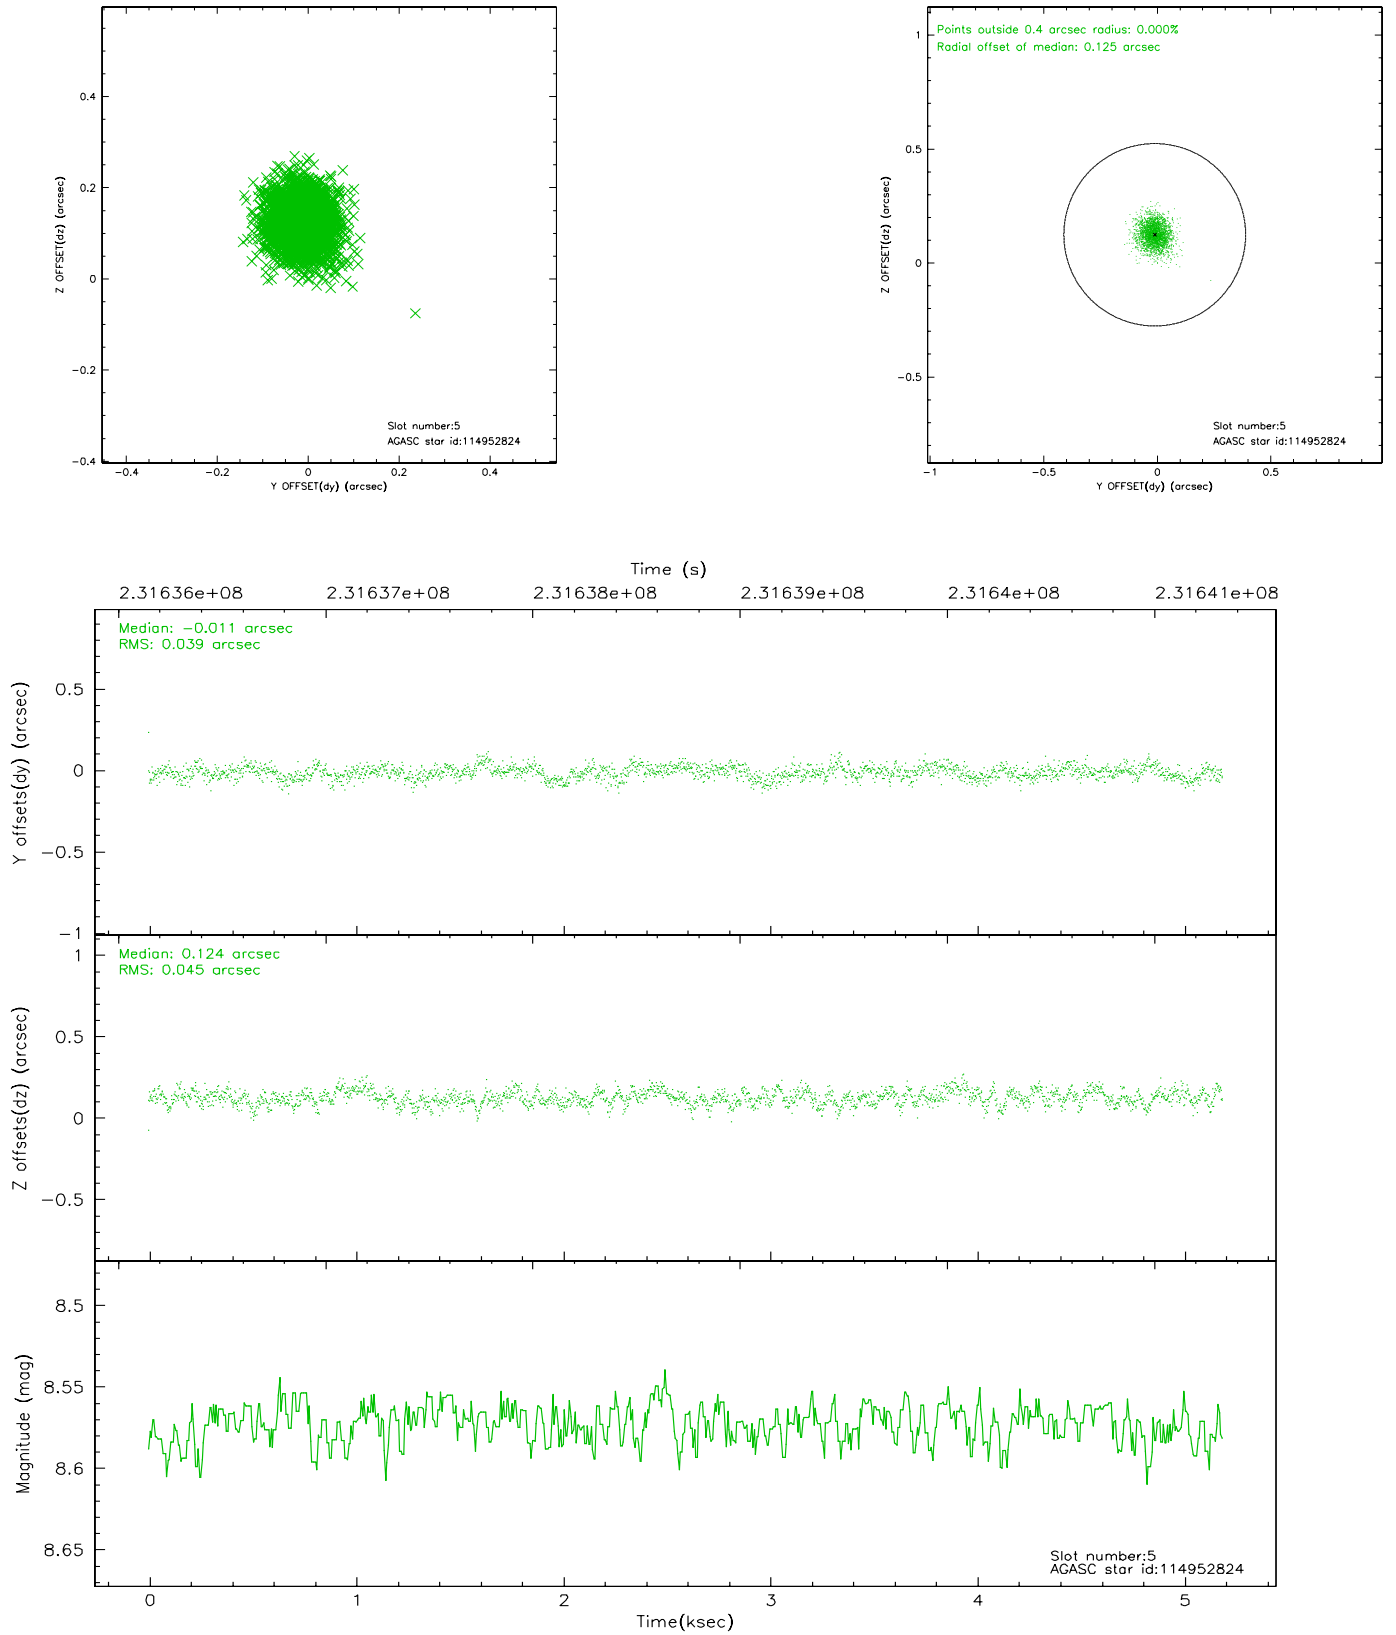 0.4
0.2
0
−0.2
−0.4
−0.4
−0.2
0
0.2
0.4
Z OFFSET(dz) (arcsec)
Y OFFSET(dy) (arcsec)
Slot number:5
AGASC star id:114952824
Points outside 0.4 arcsec radius: 0.000%
Radial offset of median: 0.125 arcsec
1
0.5
0
−0.5
−1
−0.5
0
0.5
Z OFFSET(dz) (arcsec)
Y OFFSET(dy) (arcsec)
Slot number:5
AGASC star id:114952824
Time (s)
2.31636e+08 2.31637e+08 2.31638e+08 2.31639e+08 2.3164e+08 2.31641e+08
Median: −0.011 arcsec
RMS: 0.039 arcsec
0.5
0
−0.5
−1
Y offsets(dy) (arcsec)
Median: 0.124 arcsec
RMS: 0.045 arcsec
1
0.5
0
−0.5
Z offsets(dz) (arcsec)
8.5
8.55
8.6
8.65
Magnitude (mag)
Slot number:5
AGASC star id:114952824
0 1 2 3 4 5
Time(ksec)